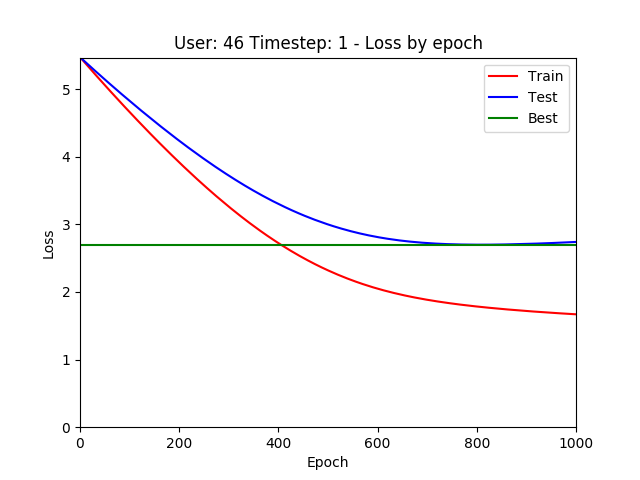 User: 46 Timestep: 1 - Loss by epoch
Train
Test
Best
5
4
3
2
1
0
Loss
0 200 400 600 800 1000
Epoch